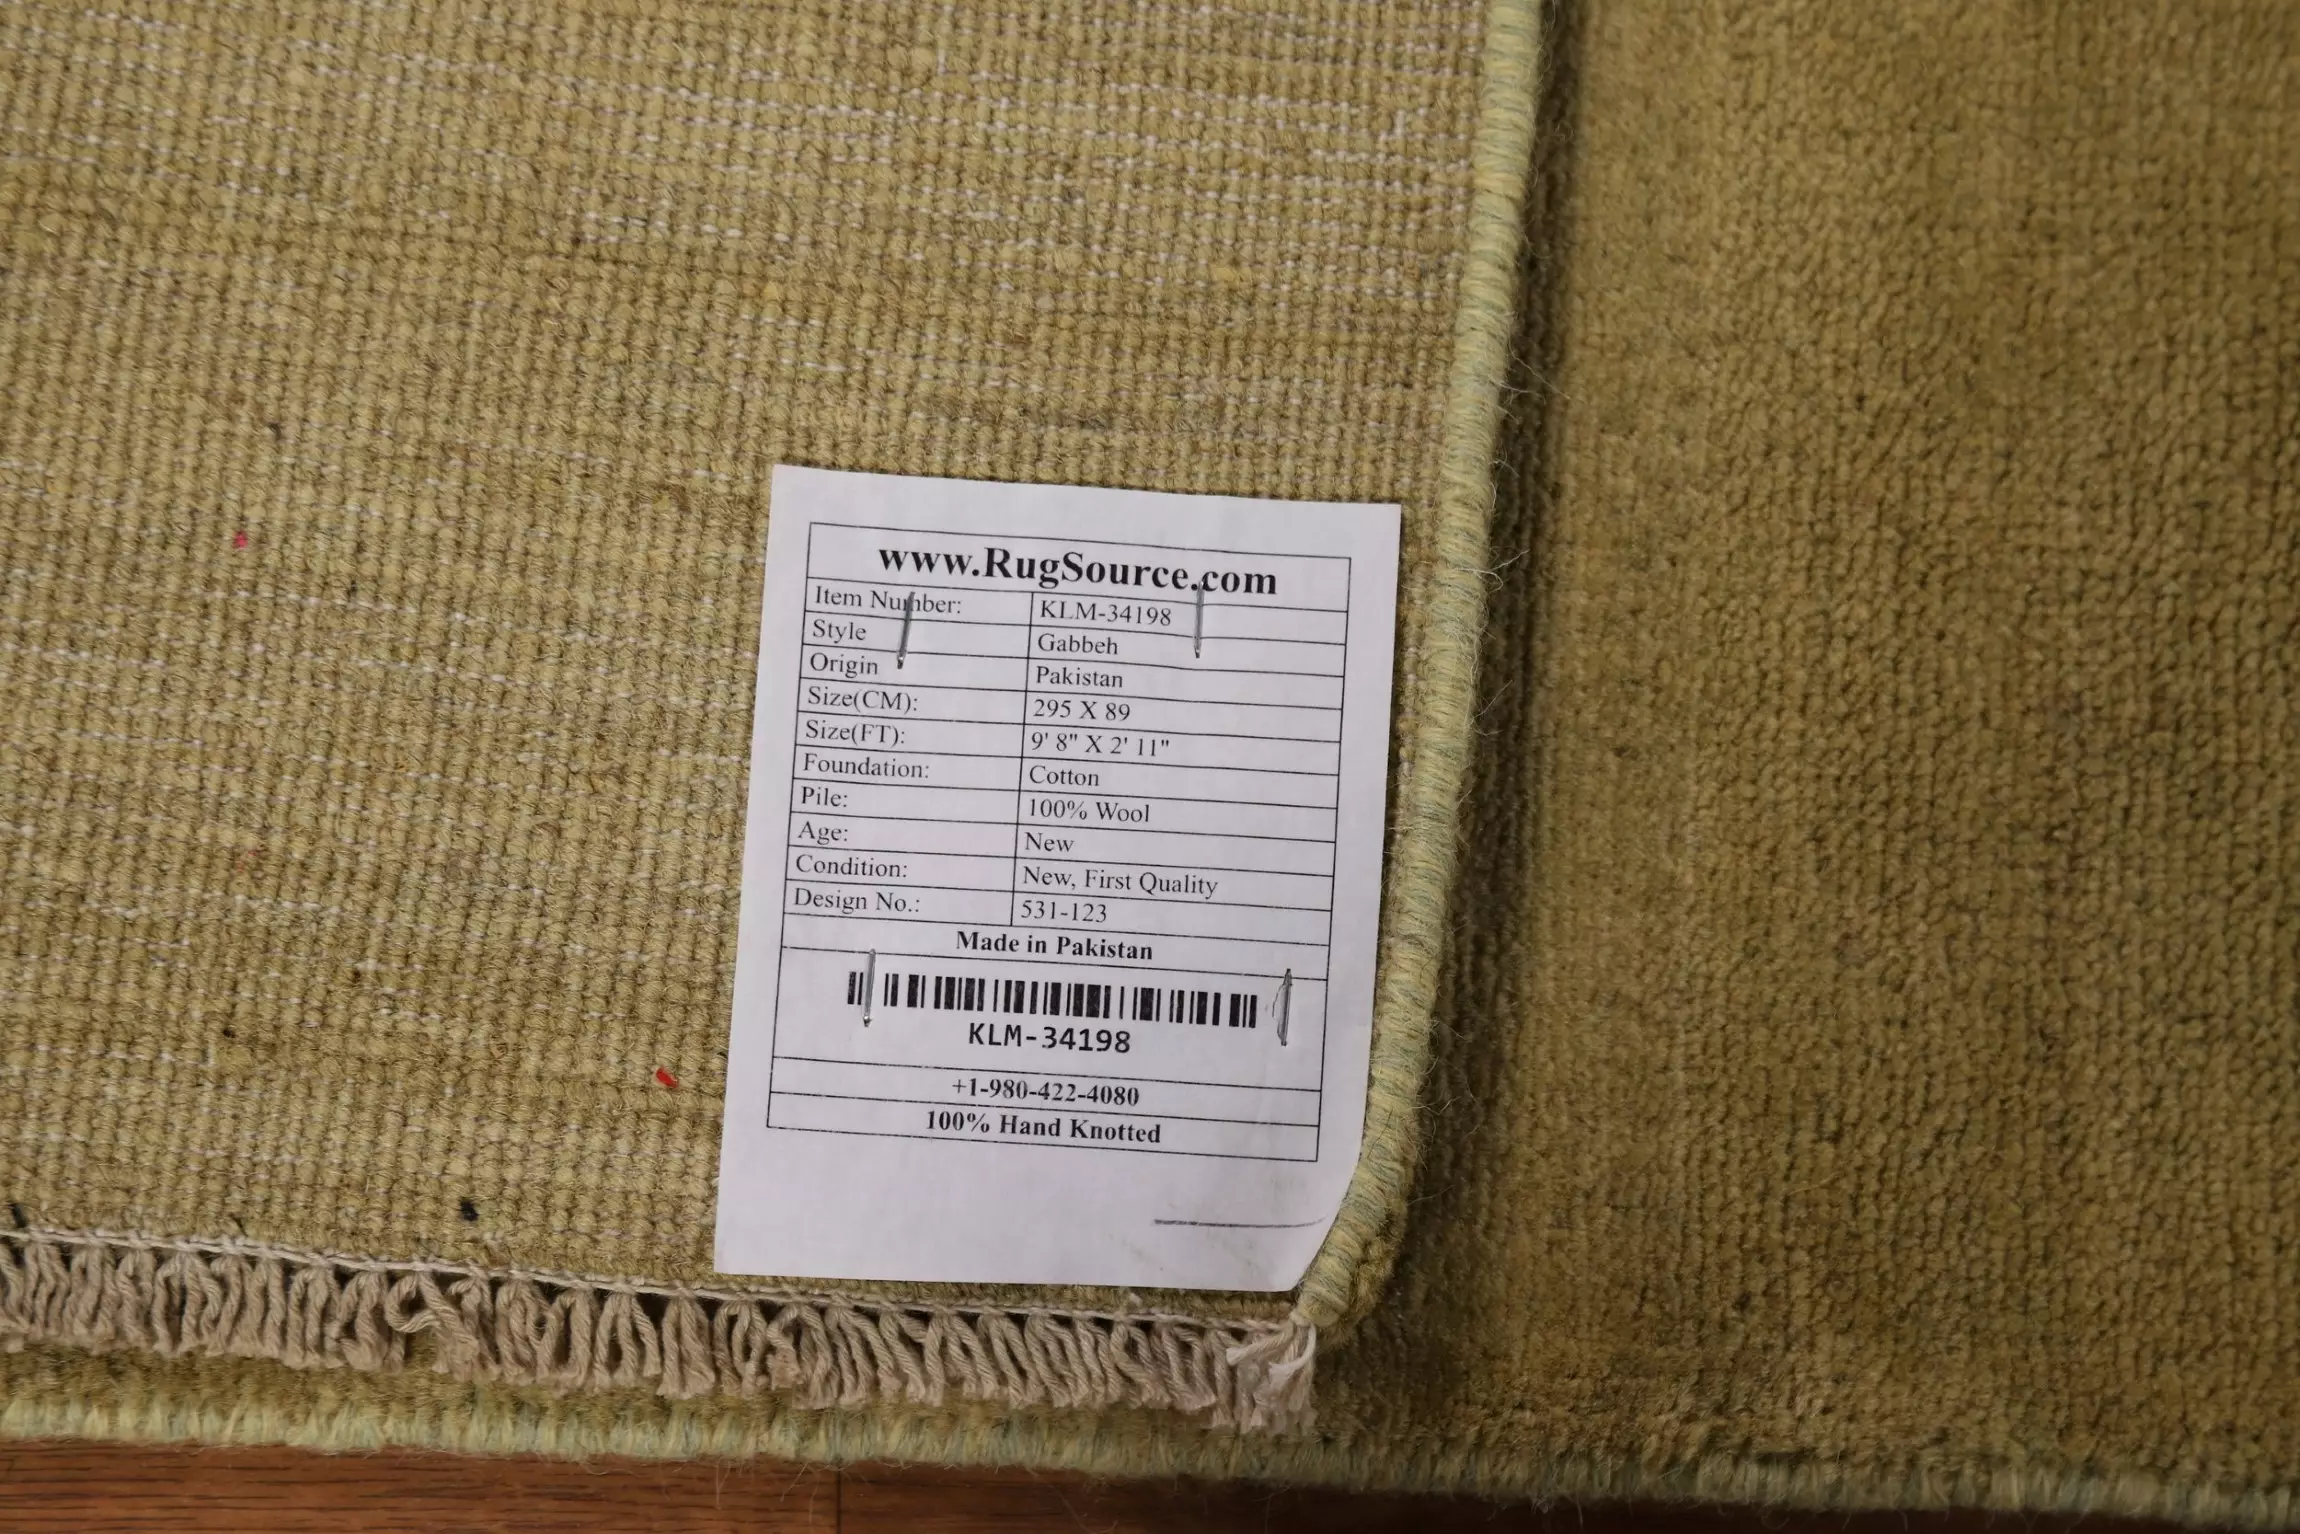 www.RugSource.com
Item Number: KLM-34198
Style Gabbeh
Origin Pakistan
Size(CM): 295 X 89
Size(FT): 9' 8" X 2' 11"
Foundation: Cotton
Pile: 100% Wool
Age: New
Condition: New, First Quality
Design No.: 531-123
Made in Pakistan
KLM-34198
+1-980-422-4080
100% Hand Knotted